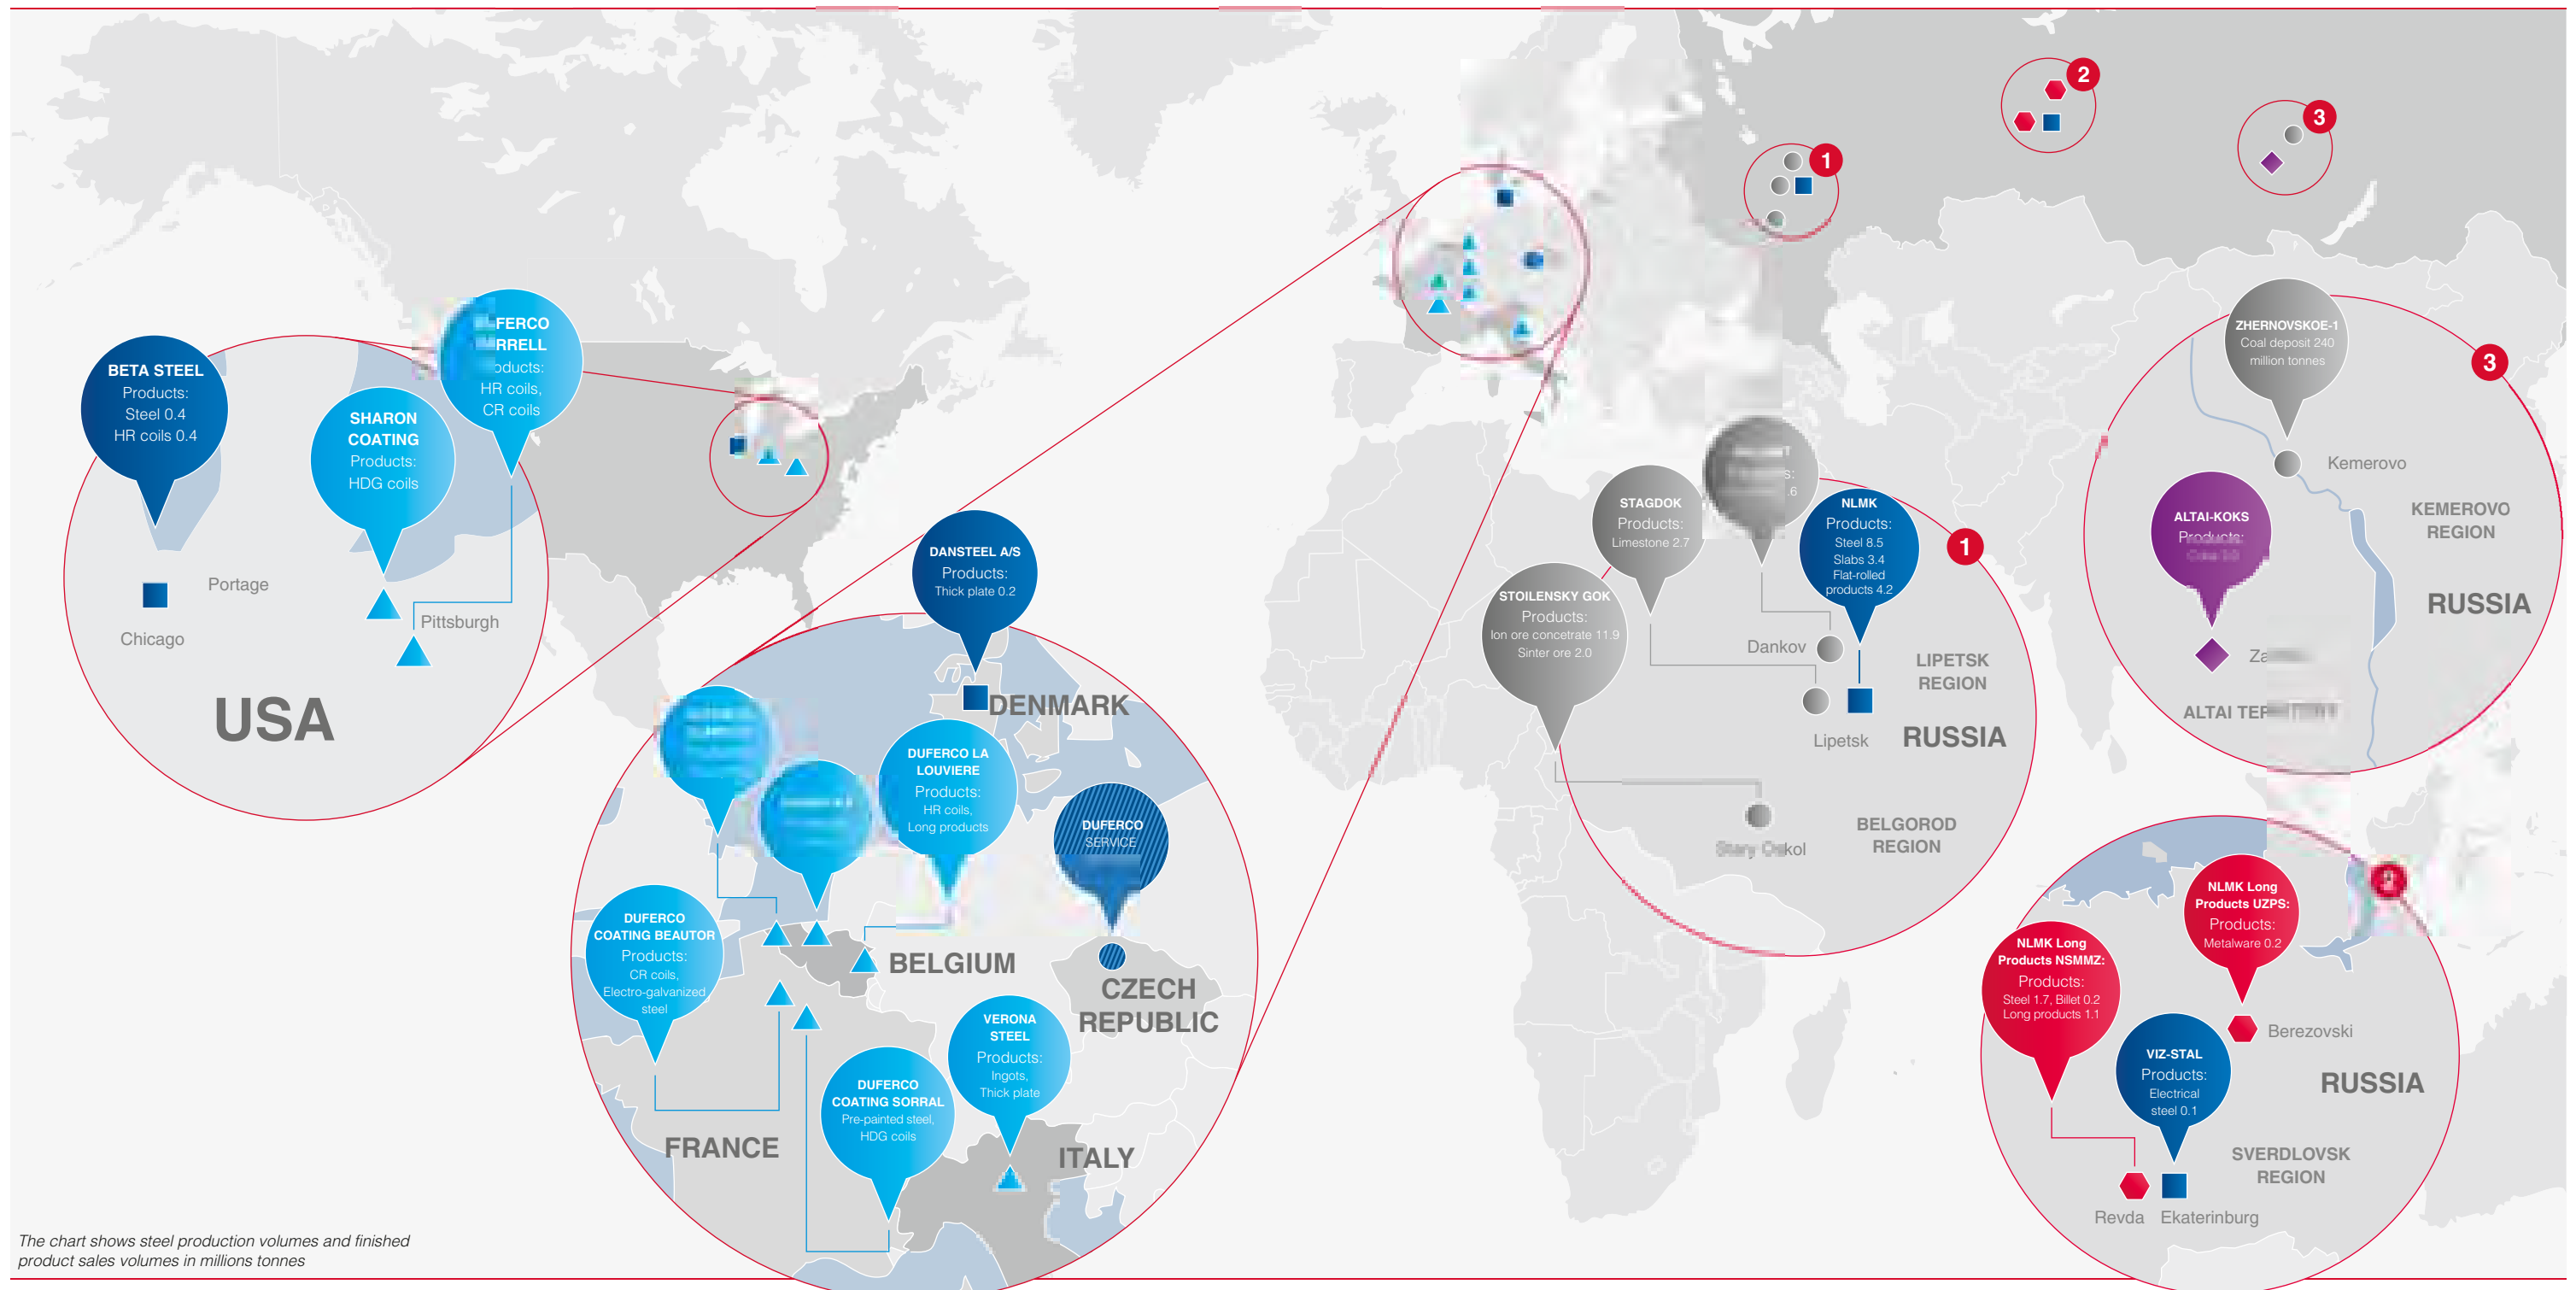 2
3
1
BETA STEEL
Products:
Steel 0.4
HR coils 0.4
SHARON
COATING
Products:
HDG coils
HR coils,
CR coils
Portage
Chicago
Pittsburgh
USA
DANSTEEL A/S
Products:
Thick plate 0.2
DENMARK
DUFERCO LA
LOUVIERE
Products:
HR coils,
Long products
DUFERCO
SERVICE
DUFERCO
COATING BEAUTOR
Products:
CR coils,
Electro-galvanized
steel
BELGIUM
CZECH
REPUBLIC
VERONA
STEEL
Products:
Ingots,
Thick plate
DUFERCO
COATING SORRAL
Pre-painted steel,
HDG coils
FRANCE
ITALY
STAGDOK
Products:
Limestone 2.7
NLMK
Products:
Steel 8.5
Slabs 3.4
Flat-rolled
products 4.2
1
STOILENSKY GOK
Products:
Ion ore concetrate 11.9
Sinter ore 2.0
Dankov
LIPETSK
REGION
Lipetsk
RUSSIA
BELGOROD
REGION
ZHERNOVSKOE-1
Coal deposit 240
million tonnes
3
Kemerovo
KEMEROVO
REGION
ALTAI-KOKS
Products:
RUSSIA
ALTAI
2
NLMK Long
Products UZPS:
Products:
Metalware 0.2
NLMK Long
Products NSMMZ:
Products:
Steel 1.7, Billet 0.2
Long products 1.1
Berezovski
VIZ-STAL
Products:
Electrical
steel 0.1
RUSSIA
SVERDLOVSK
REGION
Revda Ekaterinburg
The chart shows steel production volumes and finished
product sales volumes in millions tonnes